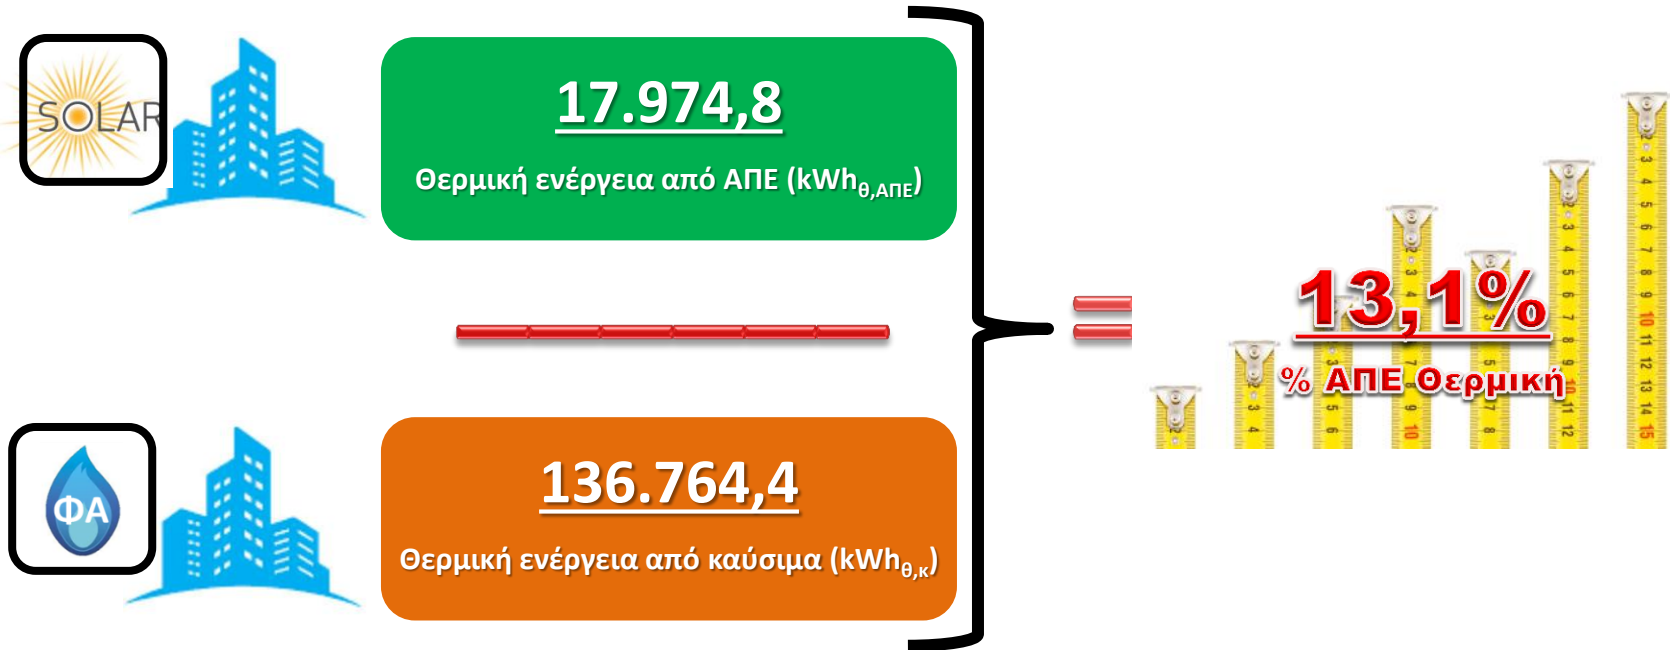 SOLAR
17.974,8
Θερμική ενέργεια από ΑΠΕ (kWhθ,ΑΠΕ)
13,1%
% ΑΠΕ Θερμική
ΦΑ
136.764,4
Θερμική ενέργεια από καύσιμα (kWhθ,κ)